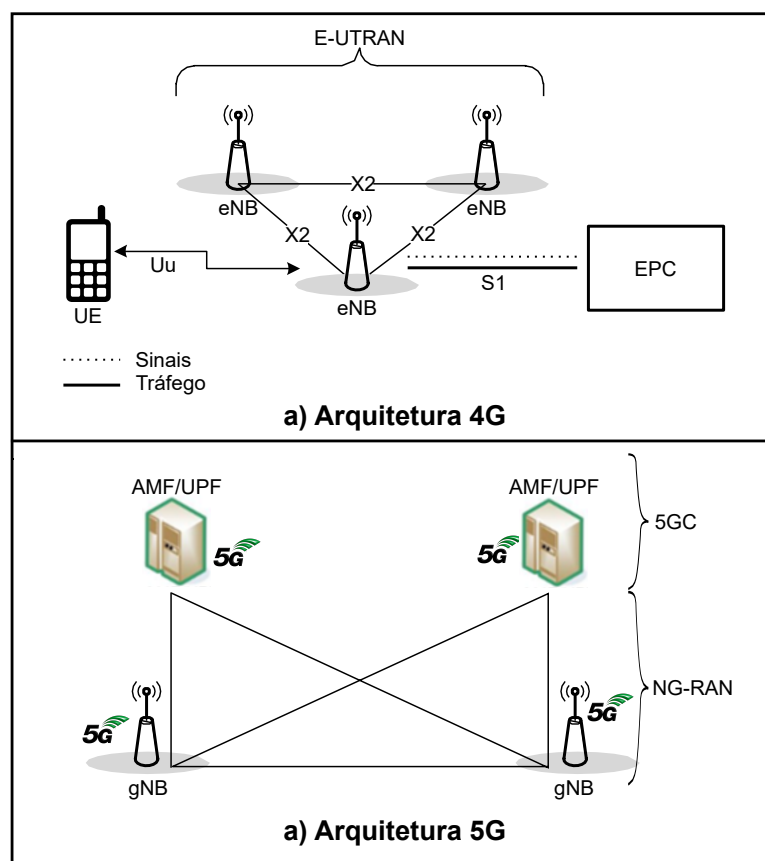 E-UTRAN
X2
eNB
eNB
X2
X2
Uu
UE
eNB
S1
EPC
Sinais
Tráfego
a) Arquitetura 4G
AMF/UPF
AMF/UPF
5G
5G
5GC
5G
5G
NG-RAN
gNB
gNB
a) Arquitetura 5G